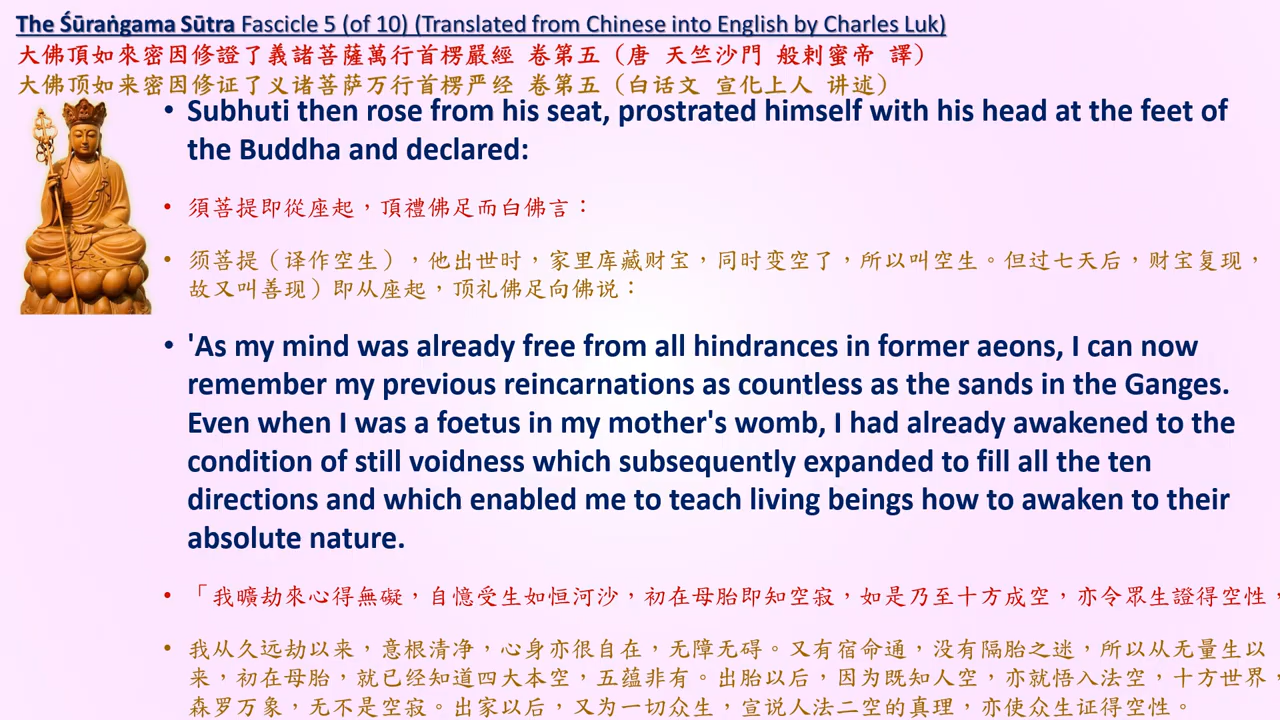 The Śūraṅgama Sūtra Fascicle 5 (of 10) (Translated from Chinese into English by Charles Luk)
大佛頂如來密因修證了義諸菩薩萬行首楞嚴經 卷第五（唐 天竺沙門 般剌蜜帝 譯）
大佛顶如来密因修证了义诸菩萨万行首楞严经 卷第五（白话文 宣化上人 讲述）
• Subhuti then rose from his seat, prostrated himself with his head at the feet of
the Buddha and declared:
• 須菩提即從座起，頂禮佛足而白佛言：
• 须菩提（译作空生），他出世时，家里库藏财宝，同时变空了，所以叫空生。但过七天后，财宝复现，
故又叫善现）即从座起，顶礼佛足向佛说：
• 'As my mind was already free from all hindrances in former aeons, I can now
remember my previous reincarnations as countless as the sands in the Ganges.
Even when I was a foetus in my mother's womb, I had already awakened to the
condition of still voidness which subsequently expanded to fill all the ten
directions and which enabled me to teach living beings how to awaken to their
absolute nature.
• 「我曠劫來心得無礙，自憶受生如恒河沙，初在母胎即知空寂，如是乃至十方成空，亦令眾生證得空性，
• 我从久远劫以来，意根清净，心身亦很自在，无障无碍。又有宿命通，没有隔胎之迷，所以从无量生以
来，初在母胎，就已经知道四大本空，五蕴非有。出胎以后，因为既知人空，亦就悟入法空，十方世界，
森罗万象，无不是空寂。出家以后，又为一切众生，宣说人法二空的真理，亦使众生证得空性。